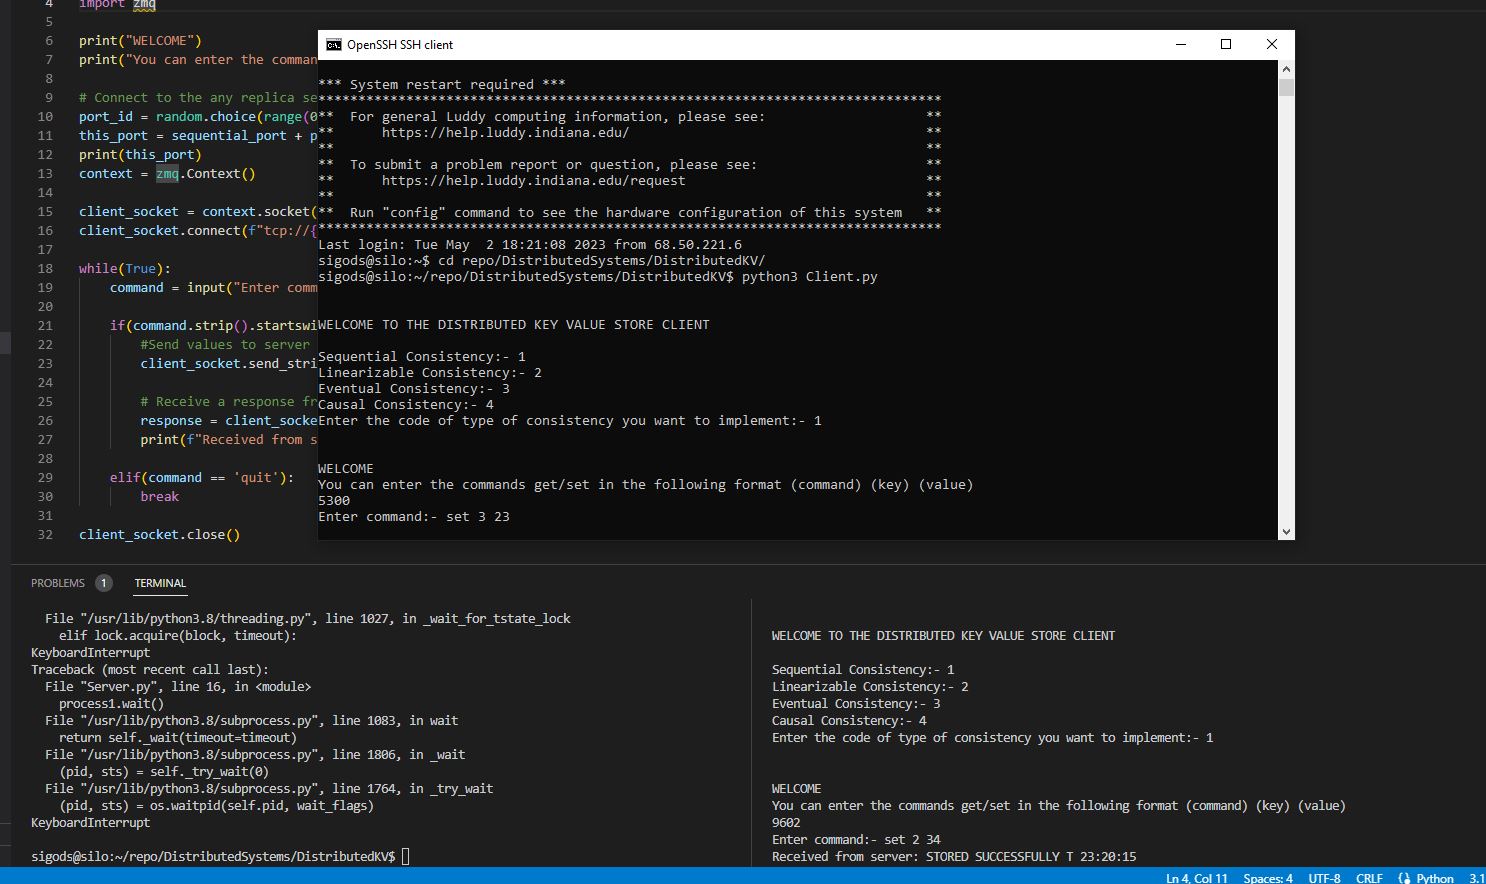 4 import zmq
5
6 print("WELCOME")
7 print("You can enter the comman
8
9 # Connect to the any replica se
10 port_id = random.choice(range(0
11 this_port = sequential_port + p
12 print(this_port)
13 context = zmq.Context()
14
15 client_socket = context.socket(
16 client_socket.connect(f"tcp://{
17
18 while(True):
19 command = input("Enter comm
20
21 if(command.strip().startswi
22 #Send values to server
23 client_socket.send_stri
24
25 # Receive a response fr
26 response = client_socke
27 print(f"Received from s
28
29 elif(command == 'quit'):
30 break
31
32 client_socket.close()
OpenSSH SSH client
*** System restart required ***
******************************************************************************
** For general Luddy computing information, please see: **
** https://help.luddy.indiana.edu/ **
** **
** To submit a problem report or question, please see: **
** https://help.luddy.indiana.edu/request **
** **
** Run "config" command to see the hardware configuration of this system **
******************************************************************************
Last login: Tue May  2 18:21:08 2023 from 68.50.221.6
sigods@silo:~$ cd repo/DistributedSystems/DistributedKV/
sigods@silo:~/repo/DistributedSystems/DistributedKV$ python3 Client.py
WELCOME TO THE DISTRIBUTED KEY VALUE STORE CLIENT
Sequential Consistency:- 1
Linearizable Consistency:- 2
Eventual Consistency:- 3
Causal Consistency:- 4
Enter the code of type of consistency you want to implement:- 1
WELCOME
You can enter the commands get/set in the following format (command) (key) (value)
5300
Enter command:- set 3 23
PROBLEMS 1 TERMINAL
File "/usr/lib/python3.8/threading.py", line 1027, in _wait_for_tstate_lock
elif lock.acquire(block, timeout):
KeyboardInterrupt
Traceback (most recent call last):
File "Server.py", line 16, in <module>
process1.wait()
File "/usr/lib/python3.8/subprocess.py", line 1083, in wait
return self._wait(timeout=timeout)
File "/usr/lib/python3.8/subprocess.py", line 1806, in _wait
(pid, sts) = self._try_wait(0)
File "/usr/lib/python3.8/subprocess.py", line 1764, in _try_wait
(pid, sts) = os.waitpid(self.pid, wait_flags)
KeyboardInterrupt
sigods@silo:~/repo/DistributedSystems/DistributedKV$
WELCOME TO THE DISTRIBUTED KEY VALUE STORE CLIENT
Sequential Consistency:- 1
Linearizable Consistency:- 2
Eventual Consistency:- 3
Causal Consistency:- 4
Enter the code of type of consistency you want to implement:- 1
WELCOME
You can enter the commands get/set in the following format (command) (key) (value)
9602
Enter command:- set 2 34
Received from server: STORED SUCCESSFULLY T 23:20:15
Ln 4, Col 11 Spaces: 4 UTF-8 CRLF Python 3.1